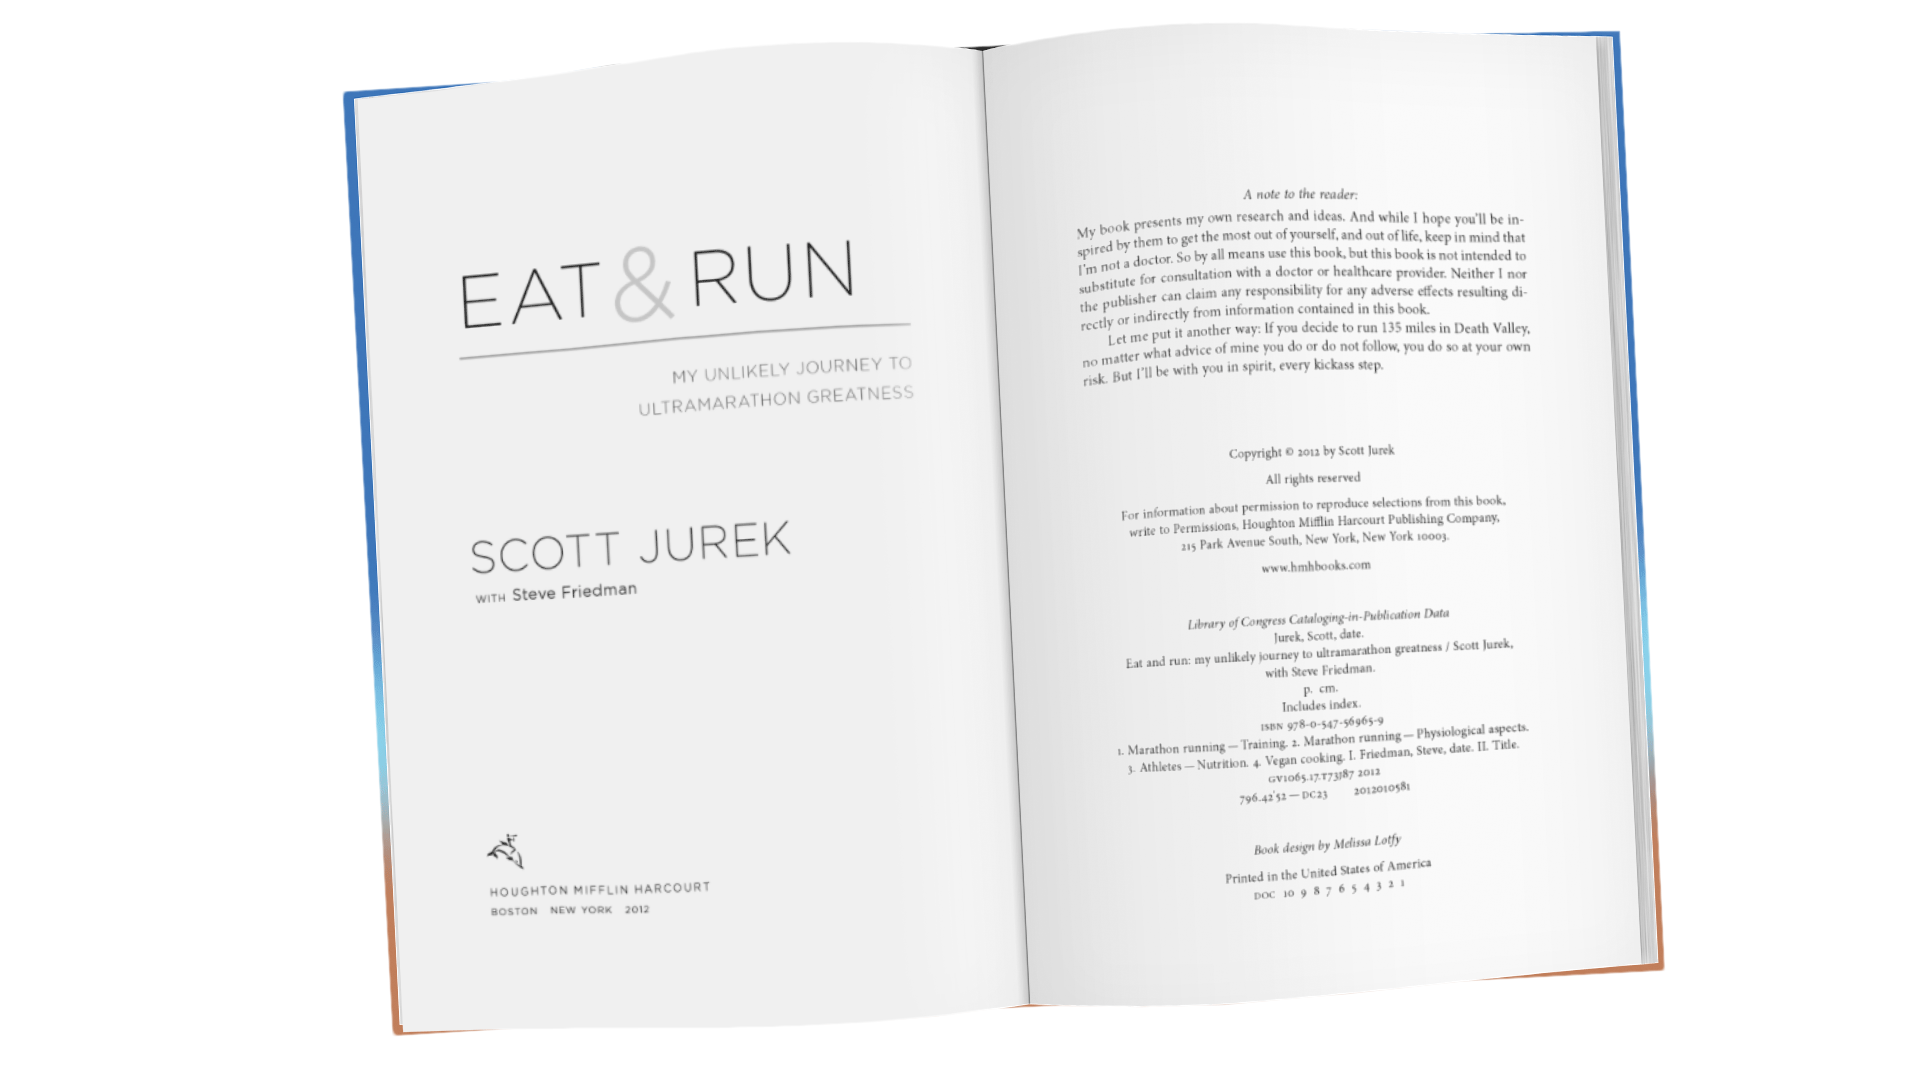 EAT & RUN
MY UNLIKELY JOURNEY TO
ULTRAMARATHON GREATNESS
SCOTT JUREK
WITH Steve Friedman
HOUGHTON MIFFLIN HARCOURT
BOSTON NEW YORK 2012
A note to the reader:
My book presents my own research and ideas. And while I hope you'll be in-
spired by them to get the most out of yourself, and out of life, keep in mind that
I'm not a doctor. So by all means use this book, but this book is not intended to
substitute for consultation with a doctor or healthcare provider. Neither I nor
the publisher can claim any responsibility for any adverse effects resulting di-
rectly or indirectly from information contained in this book.
Let me put it another way: If you decide to run 135 miles in Death Valley,
no matter what advice of mine you do or do not follow, you do so at your own
risk. But I'll be with you in spirit, every kickass step.
Copyright © 2012 by Scott Jurek
All rights reserved
For information about permission to reproduce selections from this book,
write to Permissions, Houghton Mifflin Harcourt Publishing Company,
215 Park Avenue South, New York, New York 10003.
www.hmhbooks.com
Library of Congress Cataloging-in-Publication Data
Jurek, Scott, date.
Eat and run: my unlikely journey to ultramarathon greatness / Scott Jurek,
with Steve Friedman.
p. cm.
Includes index.
ISBN 978-0-547-56965-9
1. Marathon running — Training. 2. Marathon running — Physiological aspects.
3. Athletes — Nutrition. 4. Vegan cooking. I. Friedman, Steve, date. II. Title.
GV1065.17.T73J87 2012
796.42'52 — DC23 2012010581
Book design by Melissa Lotfy
Printed in the United States of America
DOC 10 9 8 7 6 5 4 3 2 1